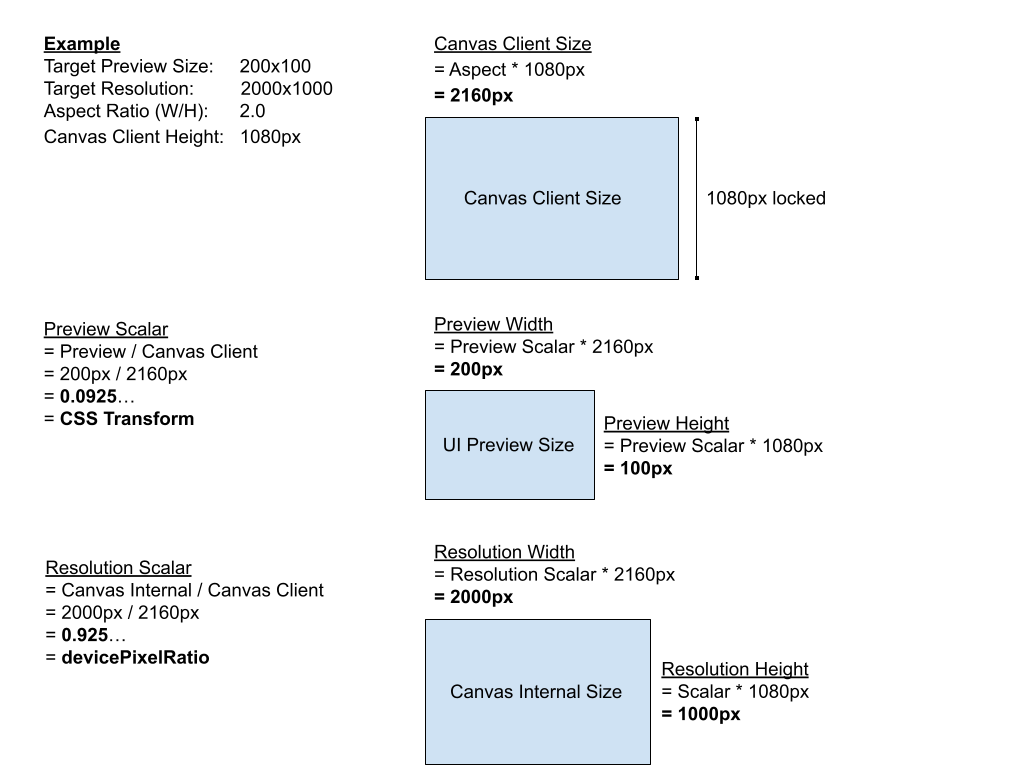 Example
Target Preview Size: 200x100
Target Resolution: 2000x1000
Aspect Ratio (W/H): 2.0
Canvas Client Height: 1080px
Canvas Client Size
= Aspect * 1080px
= 2160px
Canvas Client Size
1080px locked
Preview Scalar
= Preview / Canvas Client
= 200px / 2160px
= 0.0925…
= CSS Transform
Preview Width
= Preview Scalar * 2160px
= 200px
UI Preview Size
Preview Height
= Preview Scalar * 1080px
= 100px
Resolution Scalar
= Canvas Internal / Canvas Client
= 2000px / 2160px
= 0.925…
= devicePixelRatio
Resolution Width
= Resolution Scalar * 2160px
= 2000px
Canvas Internal Size
Resolution Height
= Scalar * 1080px
= 1000px